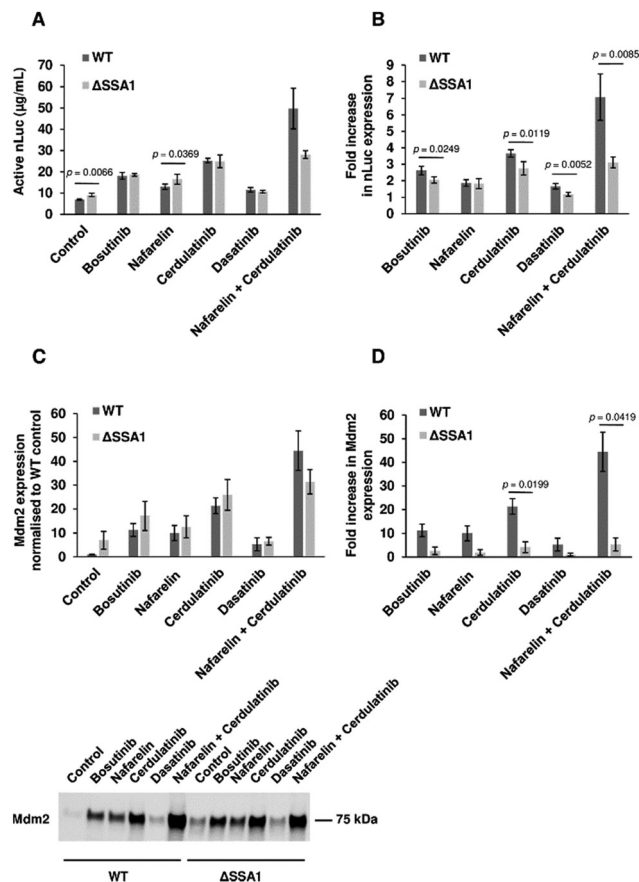 A
WT
ΔSSA1
Active nLuc (µg/mL)
70
60
50
40
30
20
10
0
p = 0.0066
p = 0.0369
Control
Bosutinib
Nafarelin
Cerdulatinib
Dasatinib
Nafarelin + Cerdulatinib
B
WT
ΔSSA1
Fold increase
in nLuc expression
9
8
7
6
5
4
3
2
1
0
p = 0.0249
p = 0.0119
p = 0.0052
p = 0.0085
Bosutinib
Nafarelin
Cerdulatinib
Dasatinib
Nafarelin + Cerdulatinib
C
WT
ΔSSA1
Mdm2 expression
normalised to WT control
60
50
40
30
20
10
0
Control
Bosutinib
Nafarelin
Cerdulatinib
Dasatinib
Nafarelin + Cerdulatinib
D
WT
ΔSSA1
Fold increase in Mdm2
expression
60
50
40
30
20
10
0
p = 0.0199
p = 0.0419
Bosutinib
Nafarelin
Cerdulatinib
Dasatinib
Nafarelin + Cerdulatinib
Control
Bosutinib
Nafarelin
Cerdulatinib
Dasatinib
Nafarelin + Cerdulatinib
Control
Bosutinib
Nafarelin
Cerdulatinib
Dasatinib
Nafarelin + Cerdulatinib
Mdm2
75 kDa
WT
ΔSSA1